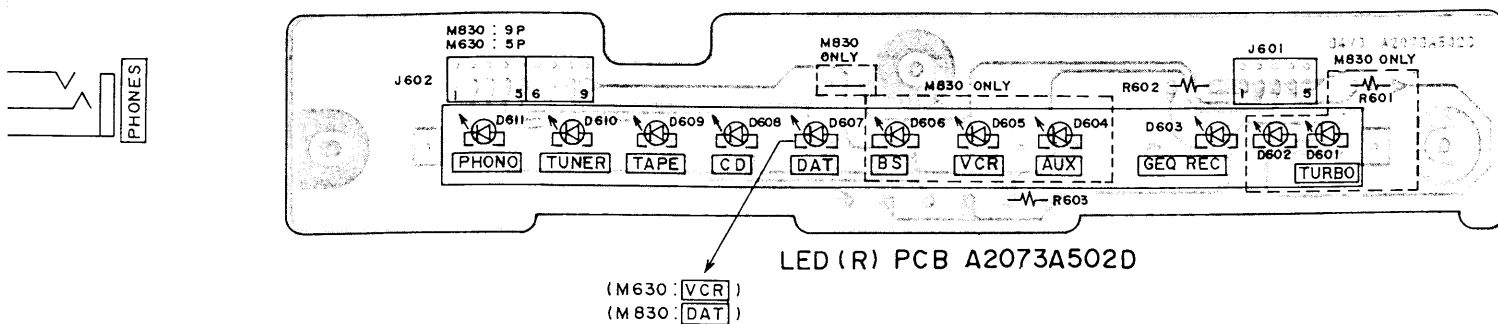 M830 : 9P
M630 : 5P
J602
1 5 6 9
M830
ONLY
M830 ONLY
J601
3473 A2073A502D
M830 ONLY
R602
1 5
R601
PHONES
D611
D610
D609
D608
D607
D606
D605
D604
D603
D602
D601
PHONO
TUNER
TAPE
CD
DAT
BS
VCR
AUX
GEQ REC
TURBO
R603
LED (R) PCB A2073A502D
(M630 : VCR )
(M830 : DAT )